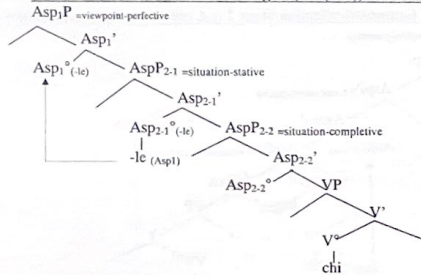 Asp₁P =viewpoint-perfective
Asp₁’
Asp₁° (-le)
AspP₂₋₁ =situation-stative
Asp₂₋₁’
Asp₂₋₁° (-le)
AspP₂₋₂ =situation-completive
-le (Asp1)
Asp₂₋₂’
Asp₂₋₂°
VP
V’
V°
chi